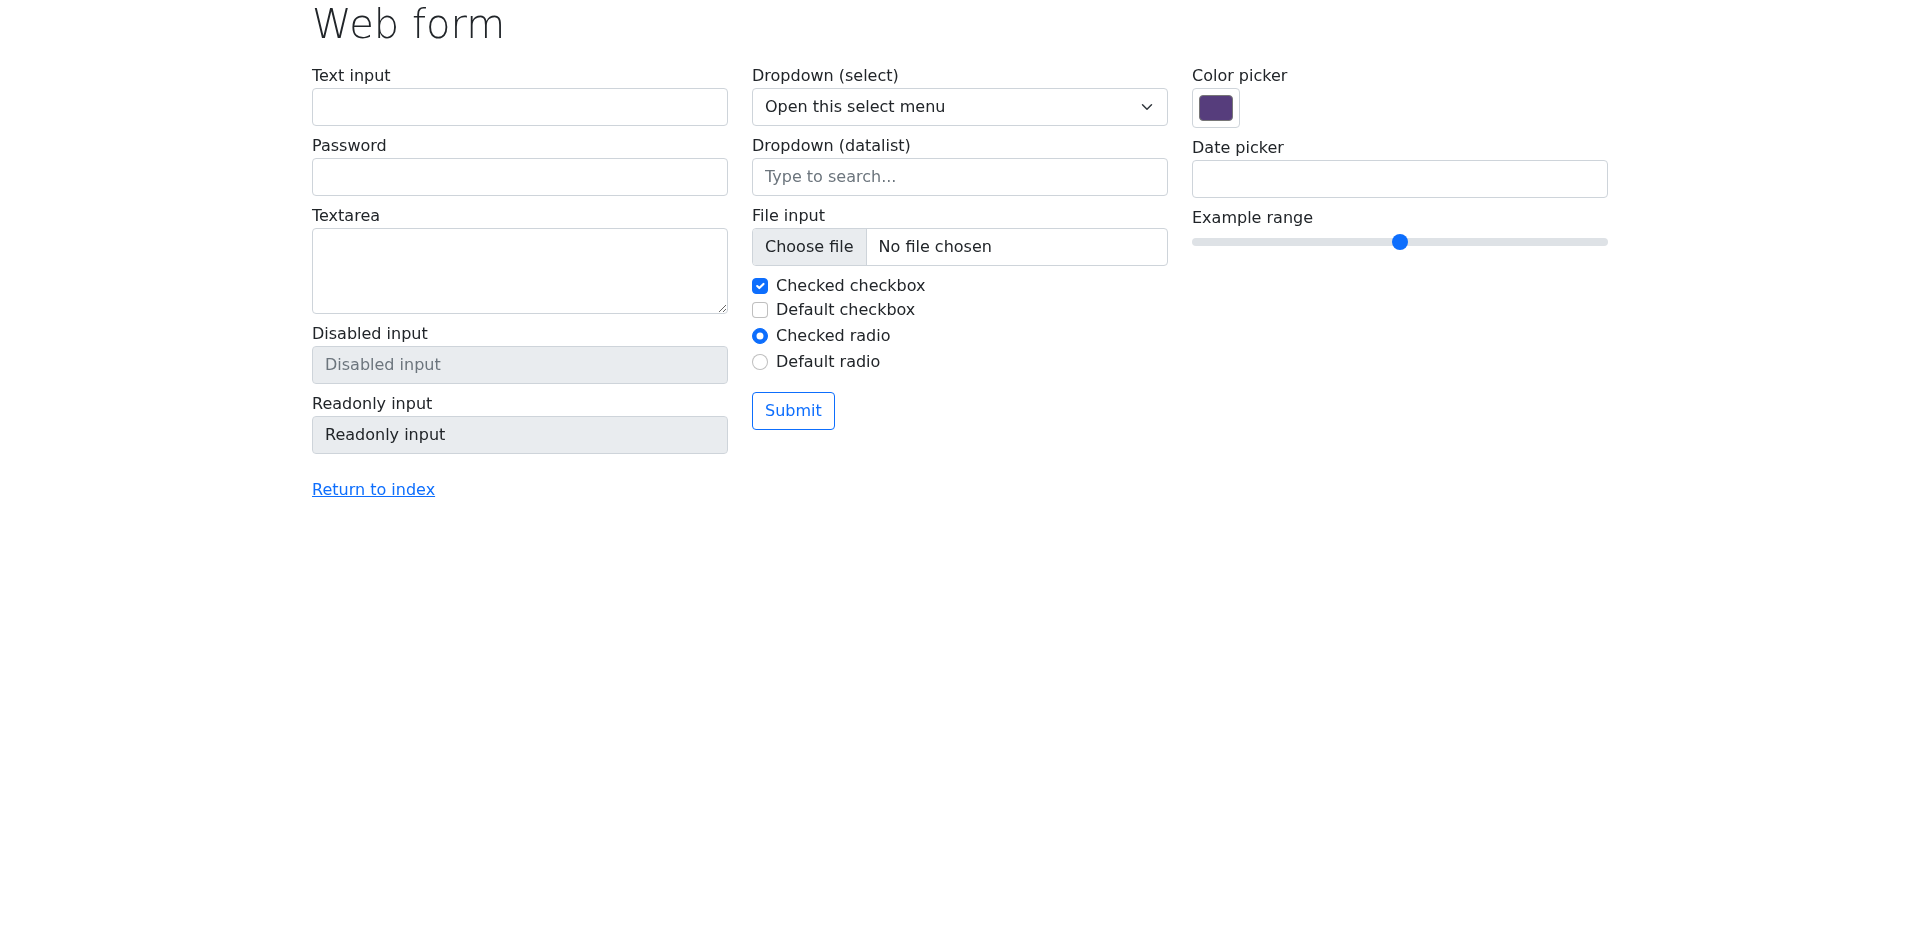 Web form
Text input
Password
Textarea
Disabled input
Disabled input
Readonly input
Readonly input
Return to index
Dropdown (select)
Open this select menu
Dropdown (datalist)
Type to search...
File input
Choose file No file chosen
Checked checkbox
Default checkbox
Checked radio
Default radio
Submit
Color picker
Date picker
Example range